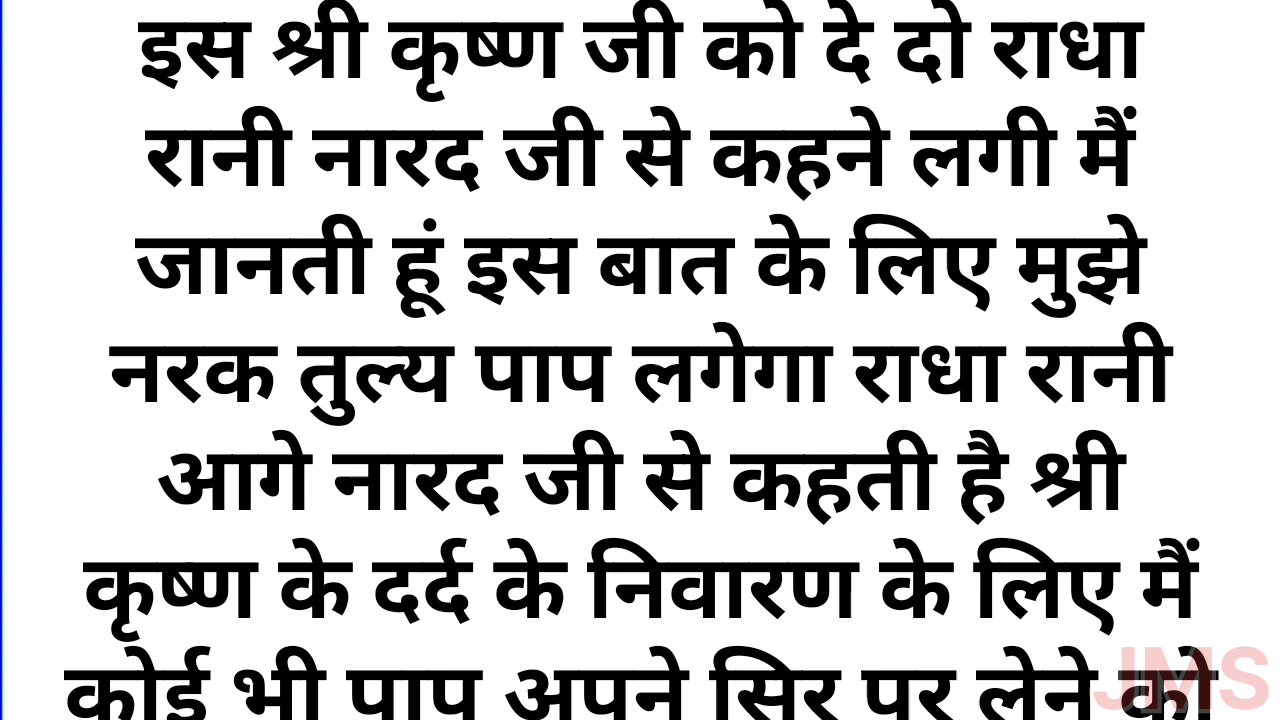 इस श्री कृष्ण जी को दे दो राधा
रानी नारद जी से कहने लगी मैं
जानती हूं इस बात के लिए मुझे
नरक तुल्य पाप लगेगा राधा रानी
आगे नारद जी से कहती है श्री
कृष्ण के दर्द के निवारण के लिए मैं
कोई भी पाप अपने सिर पर लेने को
JMS